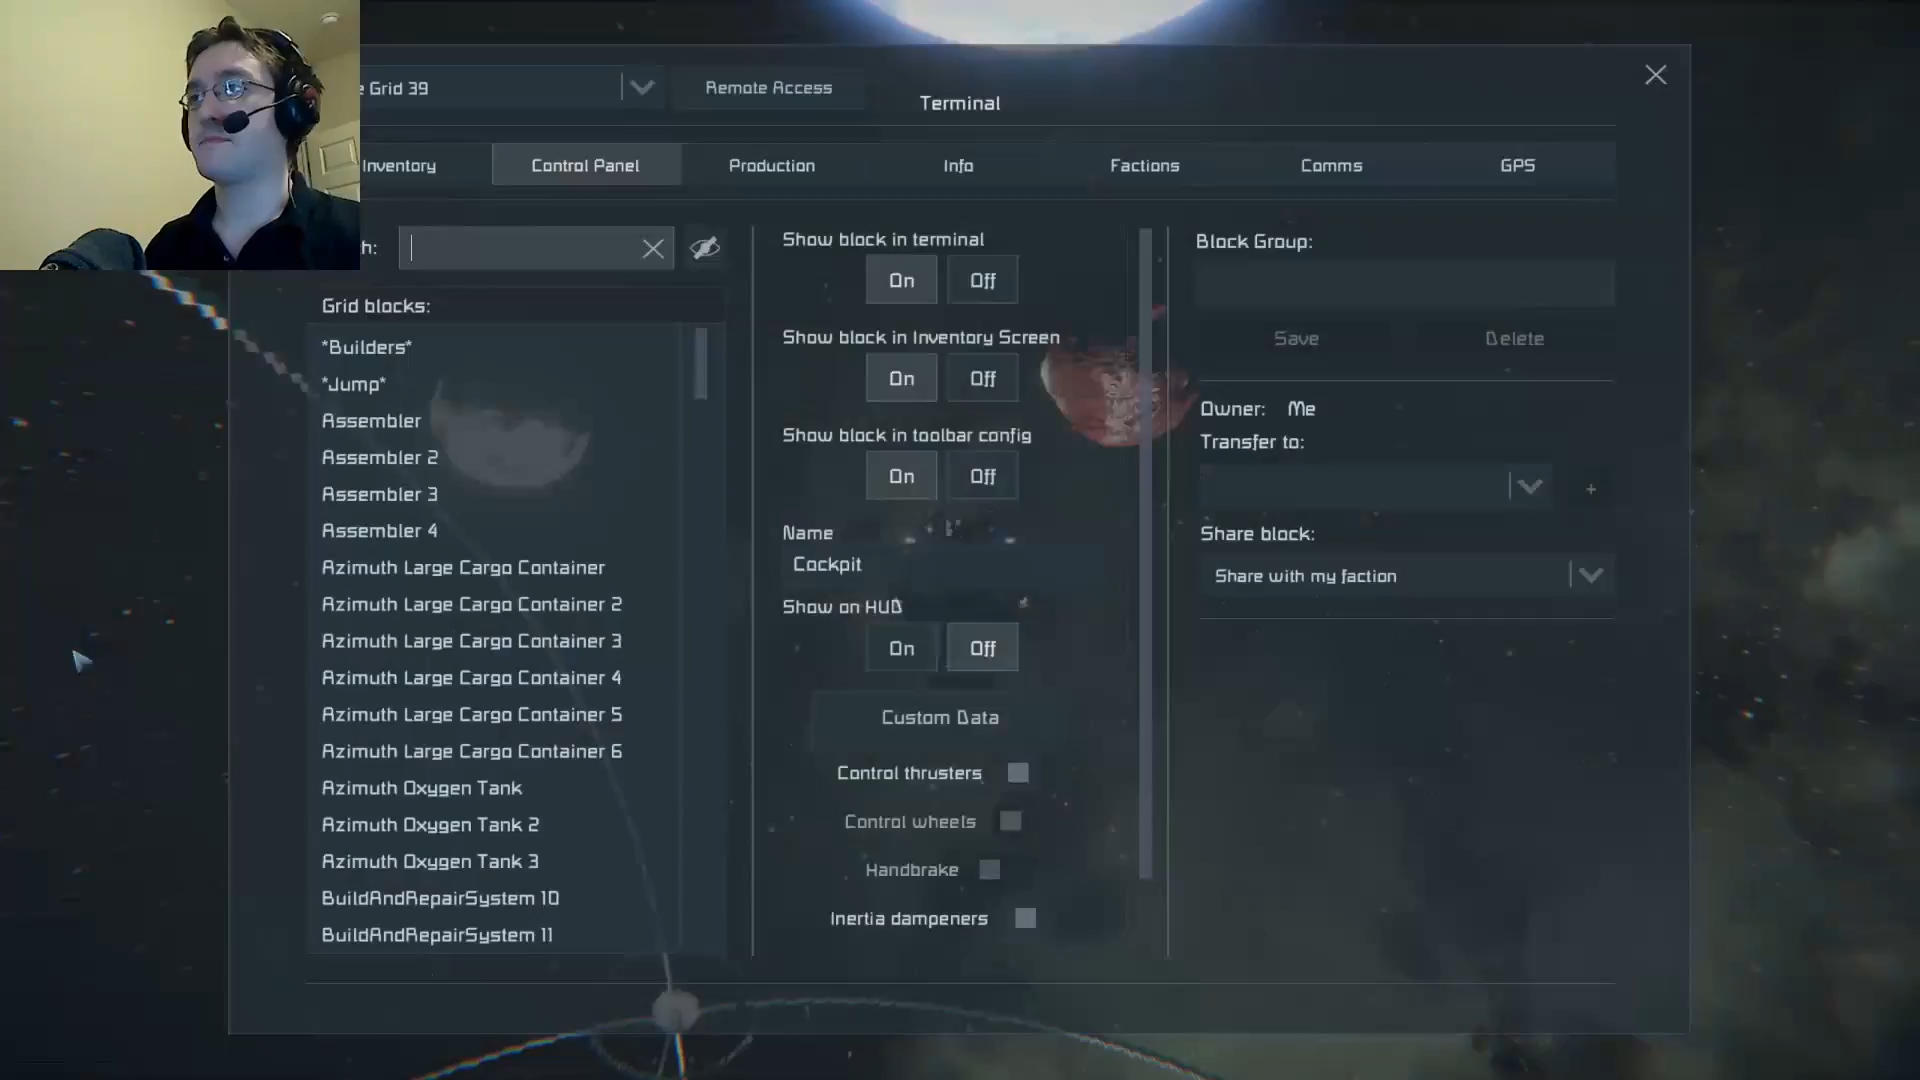 Grid 39
Remote Access
Terminal
Inventory
Control Panel
Production
Info
Factions
Comms
GPS
h:
Grid blocks:
*Builders*
*Jump*
Assembler
Assembler 2
Assembler 3
Assembler 4
Azimuth Large Cargo Container
Azimuth Large Cargo Container 2
Azimuth Large Cargo Container 3
Azimuth Large Cargo Container 4
Azimuth Large Cargo Container 5
Azimuth Large Cargo Container 6
Azimuth Oxygen Tank
Azimuth Oxygen Tank 2
Azimuth Oxygen Tank 3
BuildAndRepairSystem 10
BuildAndRepairSystem 11
Show block in terminal
On Off
Show block in Inventory Screen
On Off
Show block in toolbar config
On Off
Name
Cockpit
Show on HUD
On Off
Custom Data
Control thrusters
Control wheels
Handbrake
Inertia dampeners
Block Group:
Save Delete
Owner: Me
Transfer to:
+
Share block:
Share with my faction